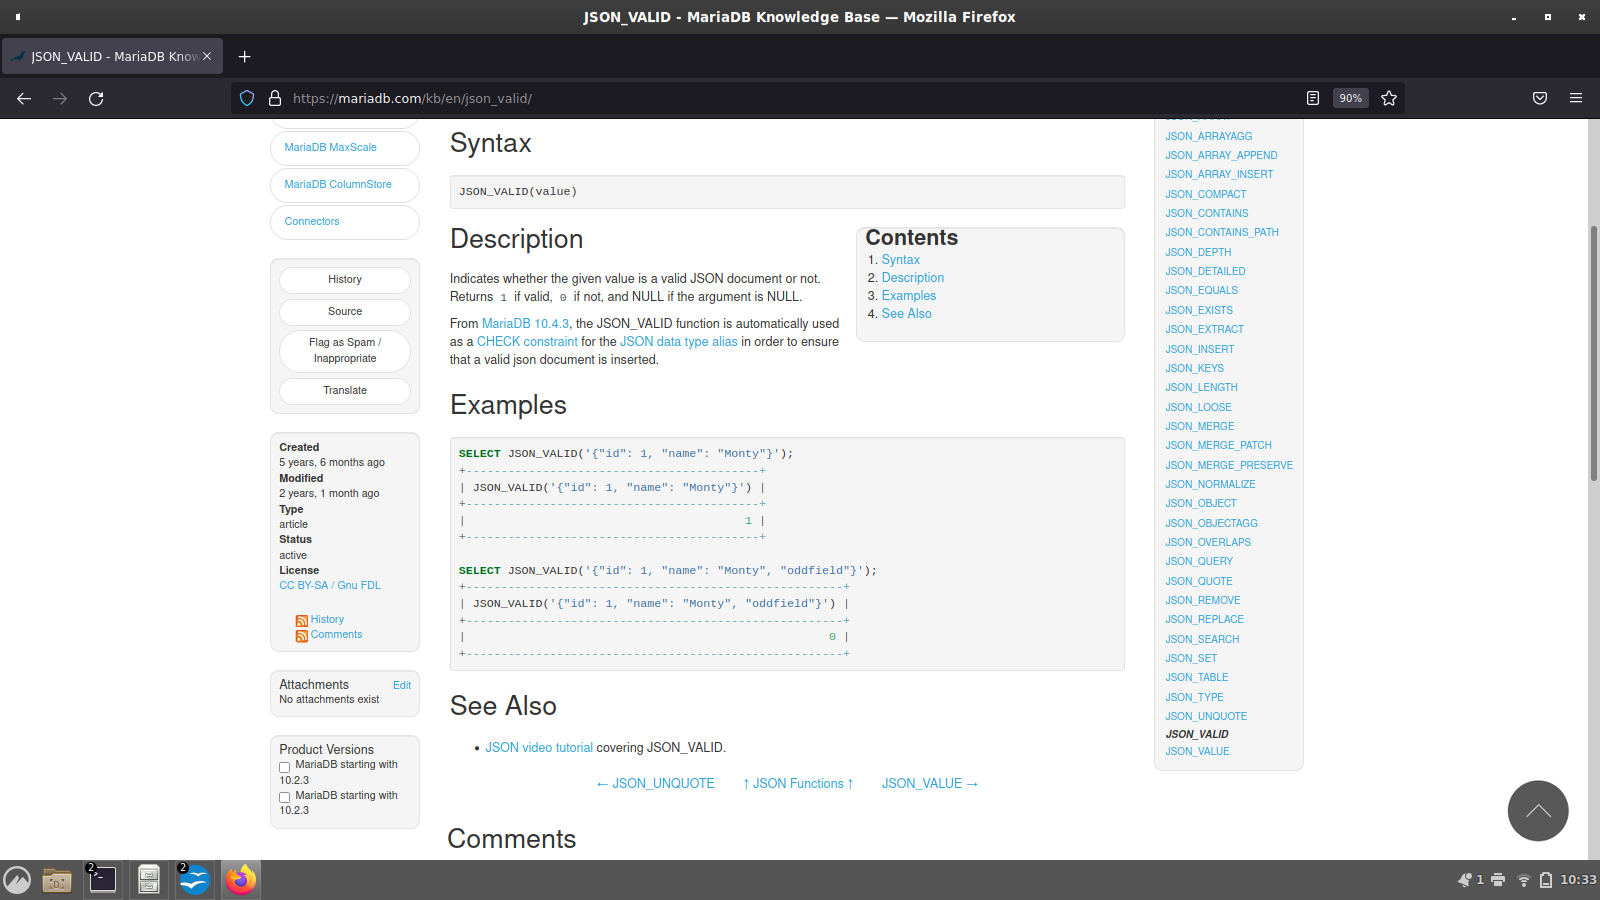 JSON_VALID - MariaDB Knowledge Base — Mozilla Firefox
JSON_VALID - MariaDB Know
https://mariadb.com/kb/en/json_valid/
90%
MariaDB MaxScale
MariaDB ColumnStore
Connectors
History
Source
Flag as Spam /
Inappropriate
Translate
Created
5 years, 6 months ago
Modified
2 years, 1 month ago
Type
article
Status
active
License
CC BY-SA / Gnu FDL
History
Comments
Attachments Edit
No attachments exist
Product Versions
MariaDB starting with
10.2.3
MariaDB starting with
10.2.3
Syntax
JSON_VALID(value)
Description
Indicates whether the given value is a valid JSON document or not.
Returns 1 if valid, 0 if not, and NULL if the argument is NULL.
From MariaDB 10.4.3, the JSON_VALID function is automatically used
as a CHECK constraint for the JSON data type alias in order to ensure
that a valid json document is inserted.
Contents
1. Syntax
2. Description
3. Examples
4. See Also
Examples
SELECT JSON_VALID('{"id": 1, "name": "Monty"}');
+------------------------------------------+
| JSON_VALID('{"id": 1, "name": "Monty"}') |
+------------------------------------------+
|                                        1 |
+------------------------------------------+
SELECT JSON_VALID('{"id": 1, "name": "Monty", "oddfield"}');
+------------------------------------------------------+
| JSON_VALID('{"id": 1, "name": "Monty", "oddfield"}') |
+------------------------------------------------------+
|                                                    0 |
+------------------------------------------------------+
See Also
• JSON video tutorial covering JSON_VALID.
← JSON_UNQUOTE ↑ JSON Functions ↑ JSON_VALUE →
Comments
JSON_ARRAY
JSON_ARRAYAGG
JSON_ARRAY_APPEND
JSON_ARRAY_INSERT
JSON_COMPACT
JSON_CONTAINS
JSON_CONTAINS_PATH
JSON_DEPTH
JSON_DETAILED
JSON_EQUALS
JSON_EXISTS
JSON_EXTRACT
JSON_INSERT
JSON_KEYS
JSON_LENGTH
JSON_LOOSE
JSON_MERGE
JSON_MERGE_PATCH
JSON_MERGE_PRESERVE
JSON_NORMALIZE
JSON_OBJECT
JSON_OBJECTAGG
JSON_OVERLAPS
JSON_QUERY
JSON_QUOTE
JSON_REMOVE
JSON_REPLACE
JSON_SEARCH
JSON_SET
JSON_TABLE
JSON_TYPE
JSON_UNQUOTE
JSON_VALID
JSON_VALUE
2
2
1
10:33